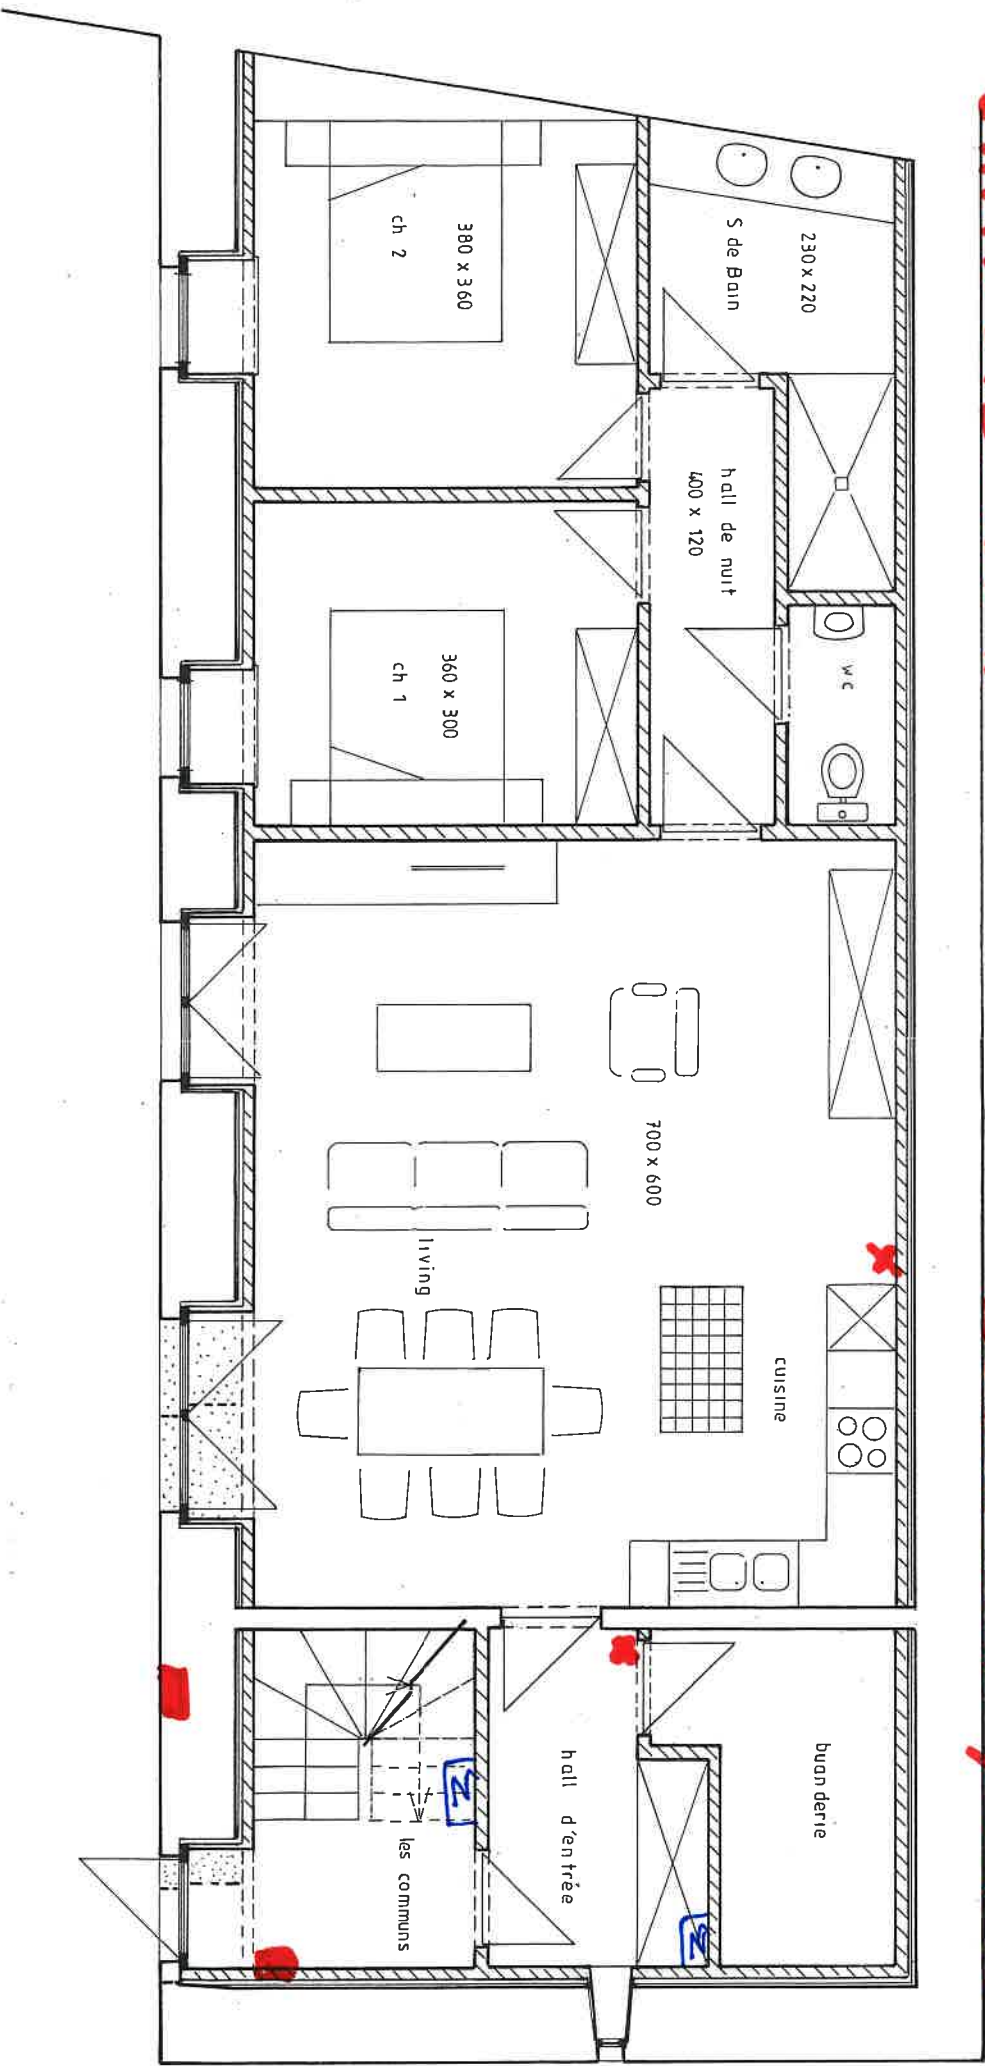 230 x 220
S de Bain
380 x 360
ch 2
hall de nuit
400 x 120
wc
360 x 300
ch 1
700 x 600
living
cuisine
buanderie
hall d'entrée
les communs